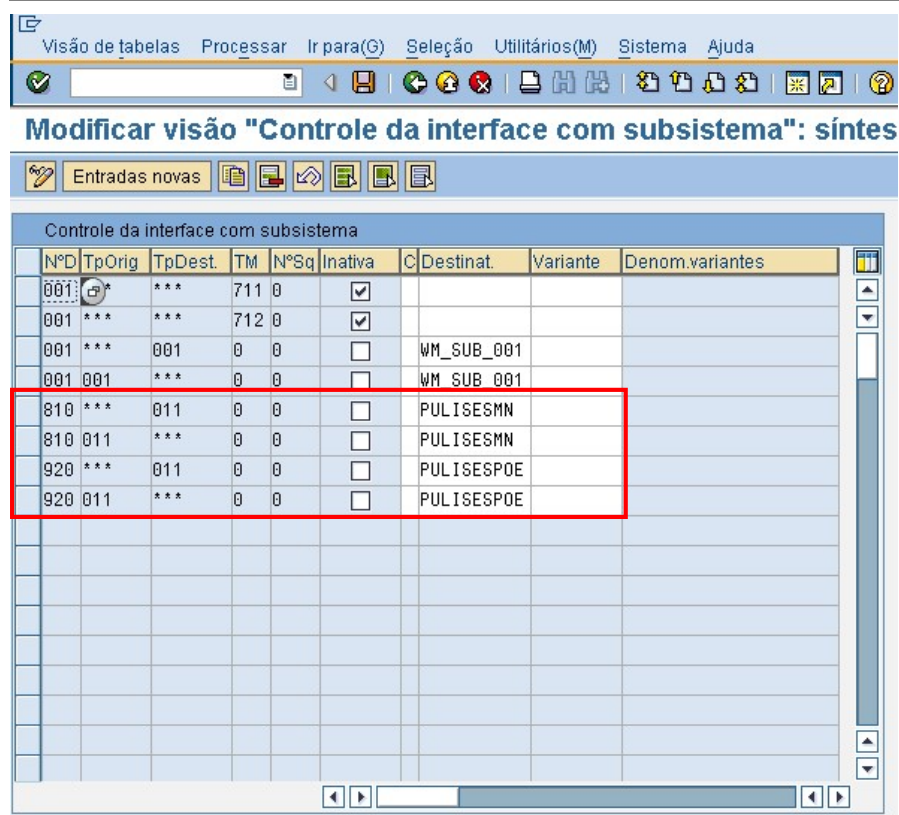 Visão de tabelas Processar Ir para(G) Seleção Utilitários(M) Sistema Ajuda
Modificar visão "Controle da interface com subsistema": síntes
Entradas novas
Controle da interface com subsistema
NºD TpOrig TpDest. TM NºSq Inativa C Destinat. Variante Denom.variantes
001 * *** 711 0
001 *** *** 712 0
001 *** 001 0 0 WM_SUB_001
001 001 *** 0 0 WM_SUB_001
810 *** 011 0 0 PULISESMN
810 011 *** 0 0 PULISESMN
920 *** 011 0 0 PULISESPOE
920 011 *** 0 0 PULISESPOE